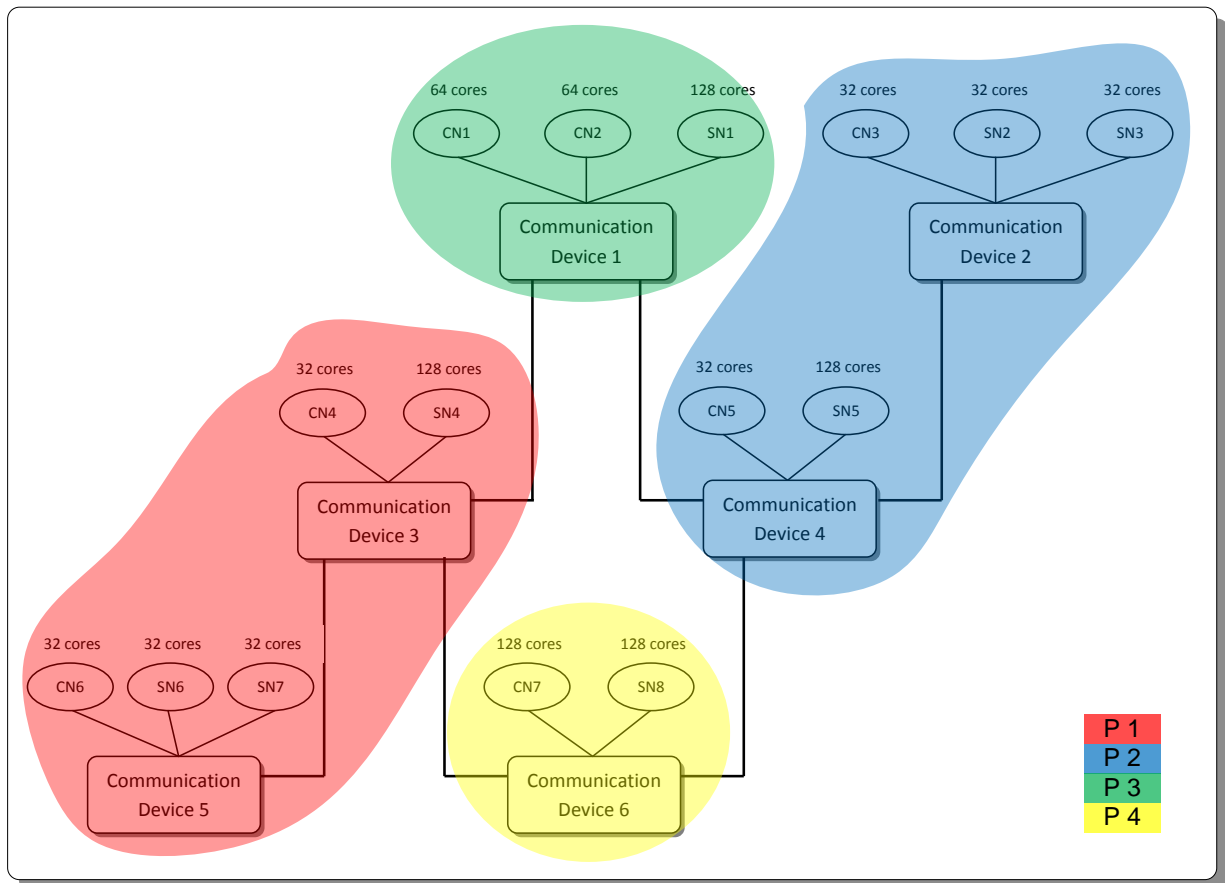 64 cores
64 cores
128 cores
CN1
CN2
SN1
Communication
Device 1
32 cores
32 cores
32 cores
CN3
SN2
SN3
Communication
Device 2
32 cores
128 cores
CN4
SN4
Communication
Device 3
32 cores
128 cores
CN5
SN5
Communication
Device 4
32 cores
32 cores
32 cores
CN6
SN6
SN7
Communication
Device 5
128 cores
128 cores
CN7
SN8
Communication
Device 6
P 1
P 2
P 3
P 4